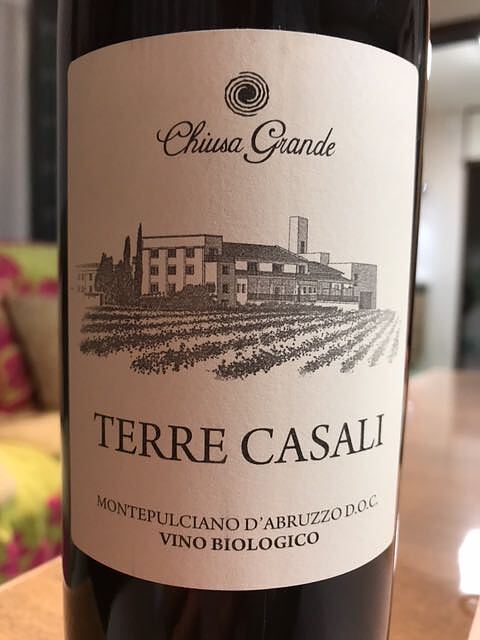 Chiusa Grande
TERRE CASALI
MONTEPULCIANO D'ABRUZZO D.O.C.
VINO BIOLOGICO